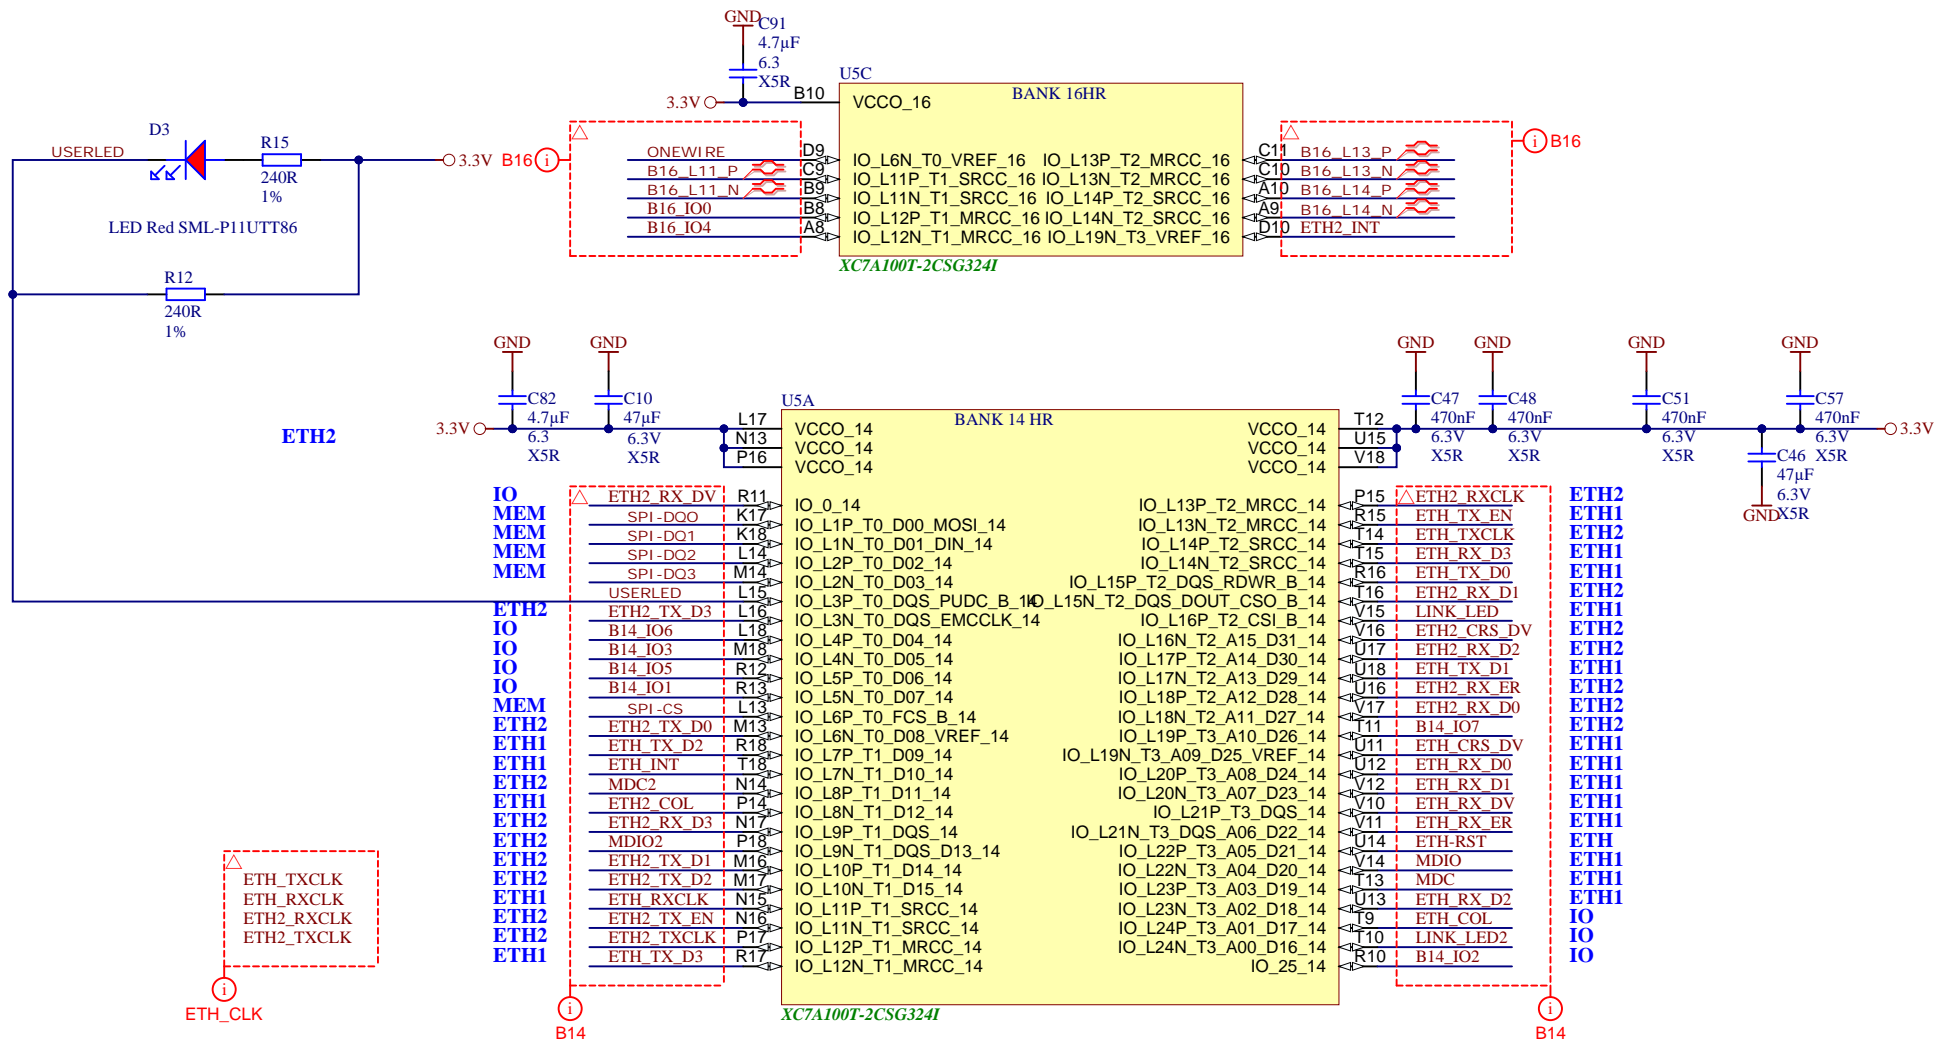 GND
C91
4.7µF
6.3
X5R
3.3V
B10
U5C
BANK 16HR
VCCO_16
D3
USERLED
R15
240R
1%
3.3V
LED Red SML-P11UTT86
R12
240R
1%
B16
i
ONEWIRE D9 IO_L6N_T0_VREF_16 IO_L13P_T2_MRCC_16 C11 B16_L13_P
B16_L11_P C9 IO_L11P_T1_SRCC_16 IO_L13N_T2_MRCC_16 C10 B16_L13_N
B16_L11_N B9 IO_L11N_T1_SRCC_16 IO_L14P_T2_SRCC_16 A10 B16_L14_P
B16_IO0 B8 IO_L12P_T1_MRCC_16 IO_L14N_T2_SRCC_16 A9 B16_L14_N
B16_IO4 A8 IO_L12N_T1_MRCC_16 IO_L19N_T3_VREF_16 D10 ETH2_INT
i
B16
XC7A100T-2CSG324I
GND
GND
GND
GND
GND
GND
3.3V
C82
4.7µF
6.3
X5R
C10
47µF
6.3V
X5R
C47
470nF
6.3V
X5R
C48
470nF
6.3V
X5R
C51
470nF
6.3V
X5R
C57
470nF
6.3V
X5R
3.3V
C46
47µF
6.3V
X5R
GND
ETH2
U5A
BANK 14 HR
L17 VCCO_14 VCCO_14 T12
N13 VCCO_14 VCCO_14 U15
P16 VCCO_14 VCCO_14 V18
IO ETH2_RX_DV R11 IO_0_14 IO_L13P_T2_MRCC_14 P15 ETH2_RXCLK ETH2
MEM SPI-DQ0 K17 IO_L1P_T0_D00_MOSI_14 IO_L13N_T2_MRCC_14 R15 ETH_TX_EN ETH1
MEM SPI-DQ1 K18 IO_L1N_T0_D01_DIN_14 IO_L14P_T2_SRCC_14 T14 ETH_TXCLK ETH2
MEM SPI-DQ2 L14 IO_L2P_T0_D02_14 IO_L14N_T2_SRCC_14 T15 ETH_RX_D3 ETH1
MEM SPI-DQ3 M14 IO_L2N_T0_D03_14 IO_L15P_T2_DQS_RDWR_B_14 R16 ETH_TX_D0 ETH1
USERLED L15 IO_L3P_T0_DQS_PUDC_B_14 IO_L15N_T2_DQS_DOUT_CSO_B_14 T16 ETH2_RX_D1 ETH2
ETH2 ETH2_TX_D3 L16 IO_L3N_T0_DQS_EMCCLK_14 IO_L16P_T2_CSI_B_14 V15 LINK_LED ETH1
IO B14_IO6 L18 IO_L4P_T0_D04_14 IO_L16N_T2_A15_D31_14 V16 ETH2_CRS_DV ETH2
IO B14_IO3 M18 IO_L4N_T0_D05_14 IO_L17P_T2_A14_D30_14 U17 ETH2_RX_D2 ETH2
IO B14_IO5 R12 IO_L5P_T0_D06_14 IO_L17N_T2_A13_D29_14 U18 ETH_TX_D1 ETH1
IO B14_IO1 R13 IO_L5N_T0_D07_14 IO_L18P_T2_A12_D28_14 U16 ETH2_RX_ER ETH2
MEM SPI-CS L13 IO_L6P_T0_FCS_B_14 IO_L18N_T2_A11_D27_14 V17 ETH2_RX_D0 ETH2
ETH2 ETH2_TX_D0 M13 IO_L6N_T0_D08_VREF_14 IO_L19P_T3_A10_D26_14 T11 B14_IO7 ETH2
ETH1 ETH_TX_D2 R18 IO_L7P_T1_D09_14 IO_L19N_T3_A09_D25_VREF_14 U11 ETH_CRS_DV ETH1
ETH1 ETH_INT T18 IO_L7N_T1_D10_14 IO_L20P_T3_A08_D24_14 U12 ETH_RX_D0 ETH1
ETH2 MDC2 N14 IO_L8P_T1_D11_14 IO_L20N_T3_A07_D23_14 V12 ETH_RX_D1 ETH1
ETH1 ETH2_COL P14 IO_L8N_T1_D12_14 IO_L21P_T3_DQS_14 V10 ETH_RX_DV ETH1
ETH2 ETH2_RX_D3 N17 IO_L9P_T1_DQS_14 IO_L21N_T3_DQS_A06_D22_14 V11 ETH_RX_ER ETH1
ETH2 MDIO2 P18 IO_L9N_T1_DQS_D13_14 IO_L22P_T3_A05_D21_14 U14 ETH-RST ETH
ETH2 ETH2_TX_D1 M16 IO_L10P_T1_D14_14 IO_L22N_T3_A04_D20_14 V14 MDIO ETH1
ETH2 ETH2_TX_D2 M17 IO_L10N_T1_D15_14 IO_L23P_T3_A03_D19_14 T13 MDC ETH1
ETH1 ETH_RXCLK N15 IO_L11P_T1_SRCC_14 IO_L23N_T3_A02_D18_14 U13 ETH_RX_D2 ETH1
ETH2 ETH2_TX_EN N16 IO_L11N_T1_SRCC_14 IO_L24P_T3_A01_D17_14 T9 ETH_COL IO
ETH2 ETH2_TXCLK P17 IO_L12P_T1_MRCC_14 IO_L24N_T3_A00_D16_14 T10 LINK_LED2 IO
ETH1 ETH_TX_D3 R17 IO_L12N_T1_MRCC_14 IO_25_14 R10 B14_IO2 IO
ETH_TXCLK
ETH_RXCLK
ETH2_RXCLK
ETH2_TXCLK
i
ETH_CLK
i
B14
XC7A100T-2CSG324I
i
B14